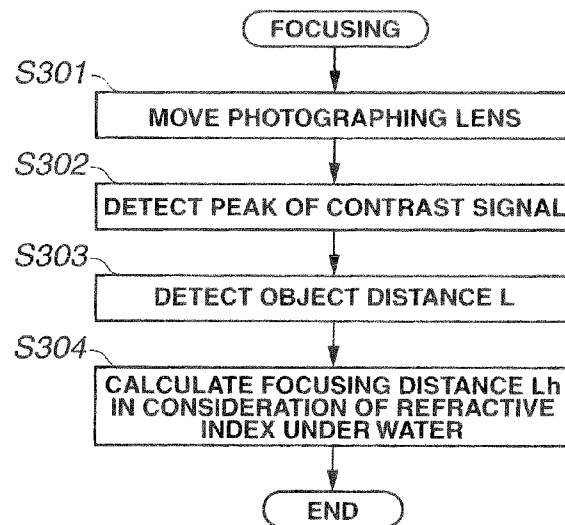 FOCUSING
S301
MOVE PHOTOGRAPHING LENS
S302
DETECT PEAK OF CONTRAST SIGNAL
S303
DETECT OBJECT DISTANCE L
S304
CALCULATE FOCUSING DISTANCE Lh
IN CONSIDERATION OF REFRACTIVE
INDEX UNDER WATER
END